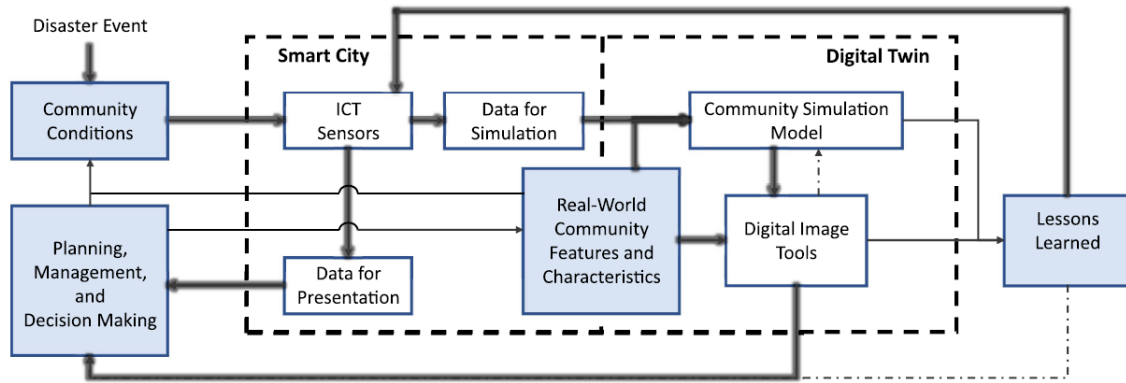 Disaster Event
Smart City
Digital Twin
Community
Conditions
ICT
Sensors
Data for
Simulation
Community Simulation
Model
Real-World
Community
Features and
Characteristics
Digital Image
Tools
Lessons
Learned
Planning,
Management,
and
Decision Making
Data for
Presentation